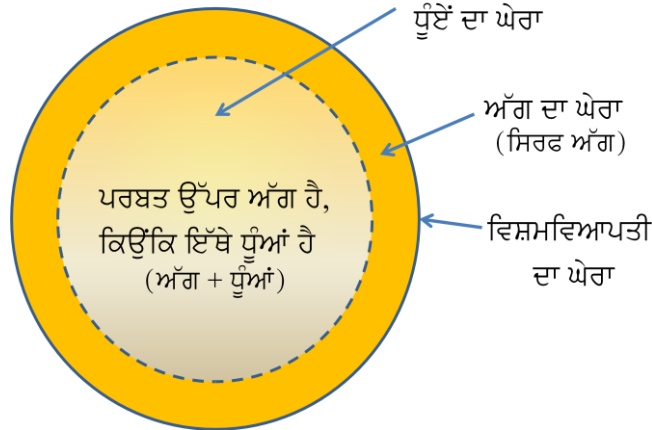 ਧੂੰਏਂ ਦਾ ਘੇਰਾ
ਅੱਗ ਦਾ ਘੇਰਾ
(ਸਿਰਫ ਅੱਗ)
ਪਰਬਤ ਉੱਪਰ ਅੱਗ ਹੈ,
ਕਿਉਂਕਿ ਇੱਥੇ ਧੂੰਆਂ ਹੈ
(ਅੱਗ + ਧੂੰਆਂ)
ਵਿਸ਼ਮਵਿਆਪਤੀ
ਦਾ ਘੇਰਾ